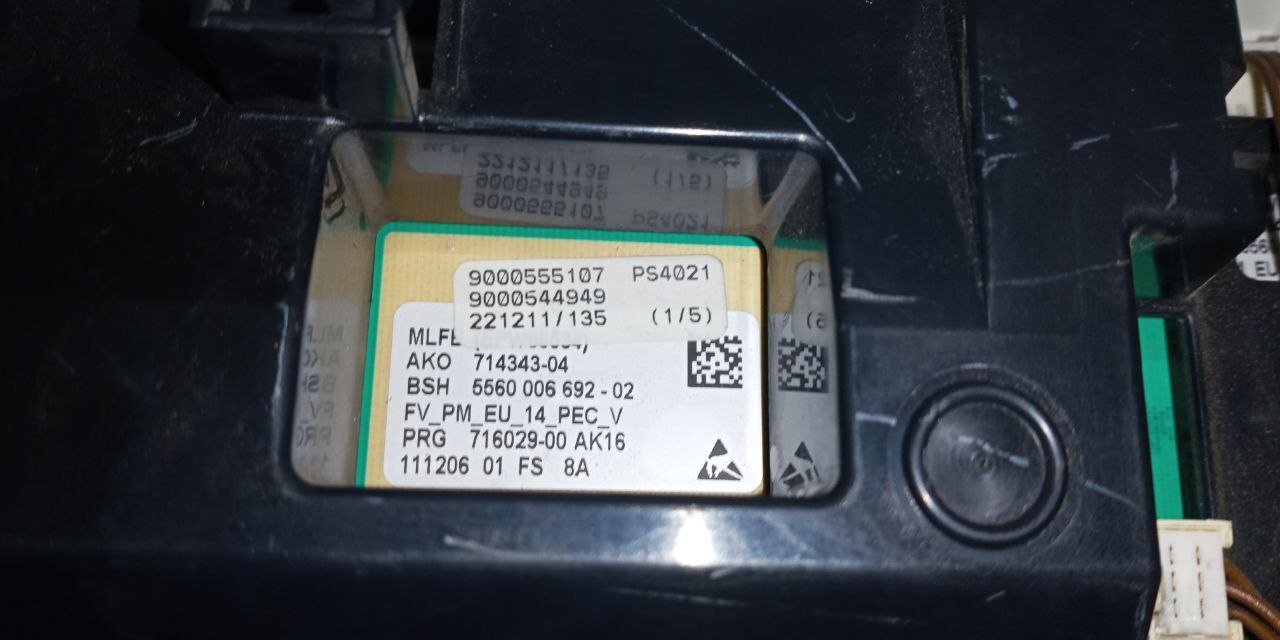 9000555107 PS4021
9000544949
221211/135 (1/5)
MLFE
AKO 714343-04
BSH 5560 006 692 - 02
FV_PM_EU_14_PEC_V
PRG 716029-00 AK16
111206 01 FS 8A